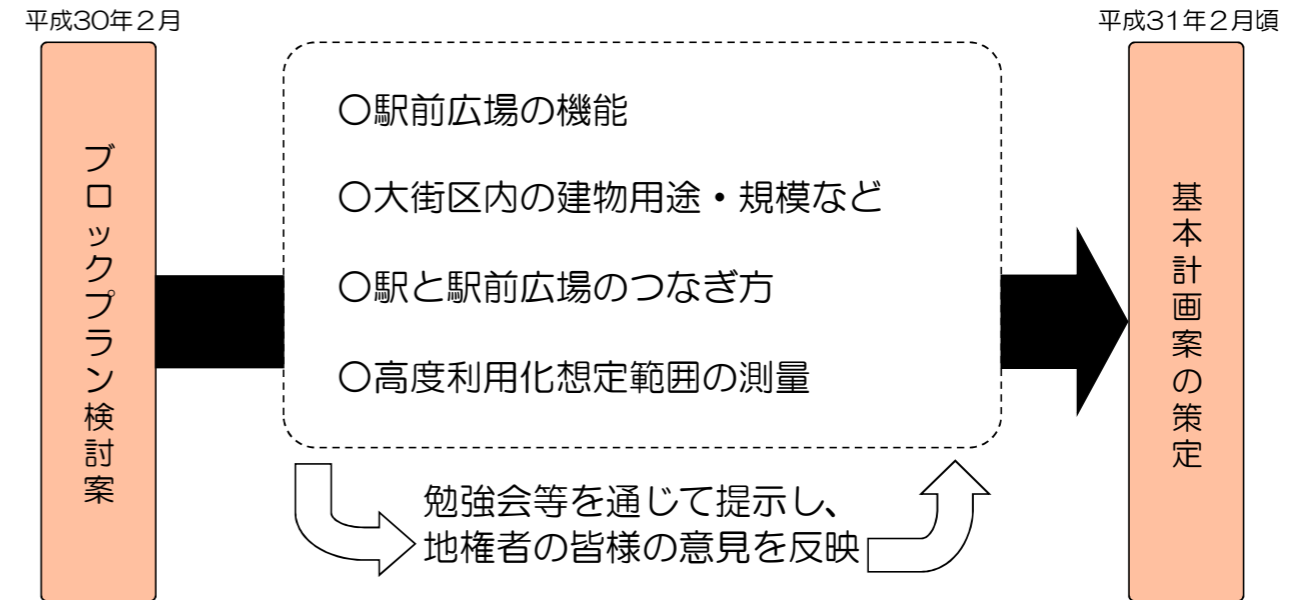 平成30年２月
平成31年２月頃
ブロックプラン検討案
〇駅前広場の機能
〇大街区内の建物用途・規模など
〇駅と駅前広場のつなぎ方
〇高度利用化想定範囲の測量
勉強会等を通じて提示し、
地権者の皆様の意見を反映
基本計画案の策定